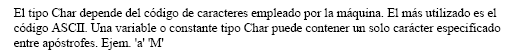 El tipo Char depende del código de caracteres empleado por la máquina. El más utilizado es el
código ASCII. Una variable o constante tipo Char puede contener un solo carácter especificado
entre apóstrofes. Ejem. 'a' 'M'